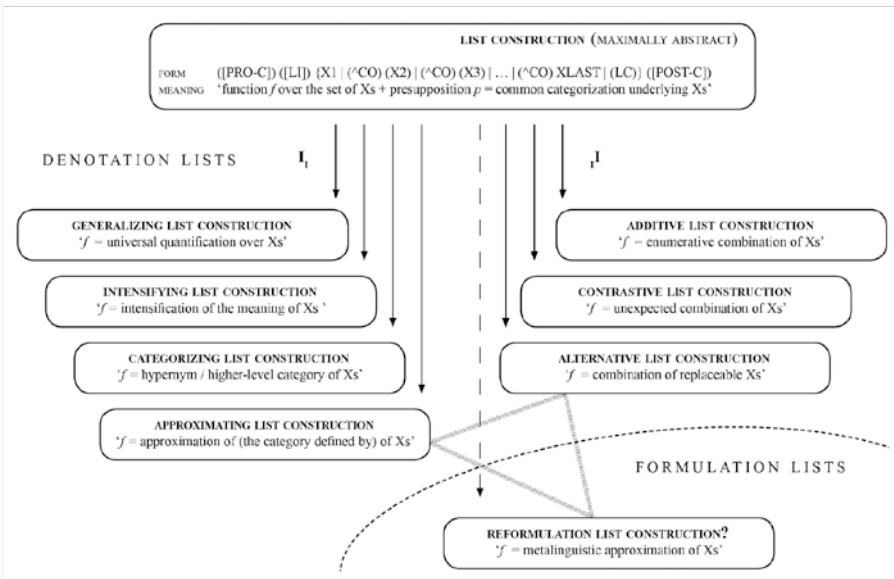 LIST CONSTRUCTION (MAXIMALLY ABSTRACT)
FORM ([PRO-C]) ([LI]) {X1 | (^CO) (X2) | (^CO) (X3) | … | (^CO) XLAST | (LC)} ([POST-C])
MEANING ‘function f over the set of Xs + presupposition p = common categorization underlying Xs’
DENOTATION LISTS
I_I
I_I
GENERALIZING LIST CONSTRUCTION
‘f = universal quantification over Xs’
ADDITIVE LIST CONSTRUCTION
‘f = enumerative combination of Xs’
INTENSIFYING LIST CONSTRUCTION
‘f = intensification of the meaning of Xs ’
CONTRASTIVE LIST CONSTRUCTION
‘f = unexpected combination of Xs’
CATEGORIZING LIST CONSTRUCTION
‘f = hypernym / higher-level category of Xs’
ALTERNATIVE LIST CONSTRUCTION
‘f = combination of replaceable Xs’
APPROXIMATING LIST CONSTRUCTION
‘f = approximation of (the category defined by) of Xs’
FORMULATION LISTS
REFORMULATION LIST CONSTRUCTION?
‘f = metalinguistic approximation of Xs’